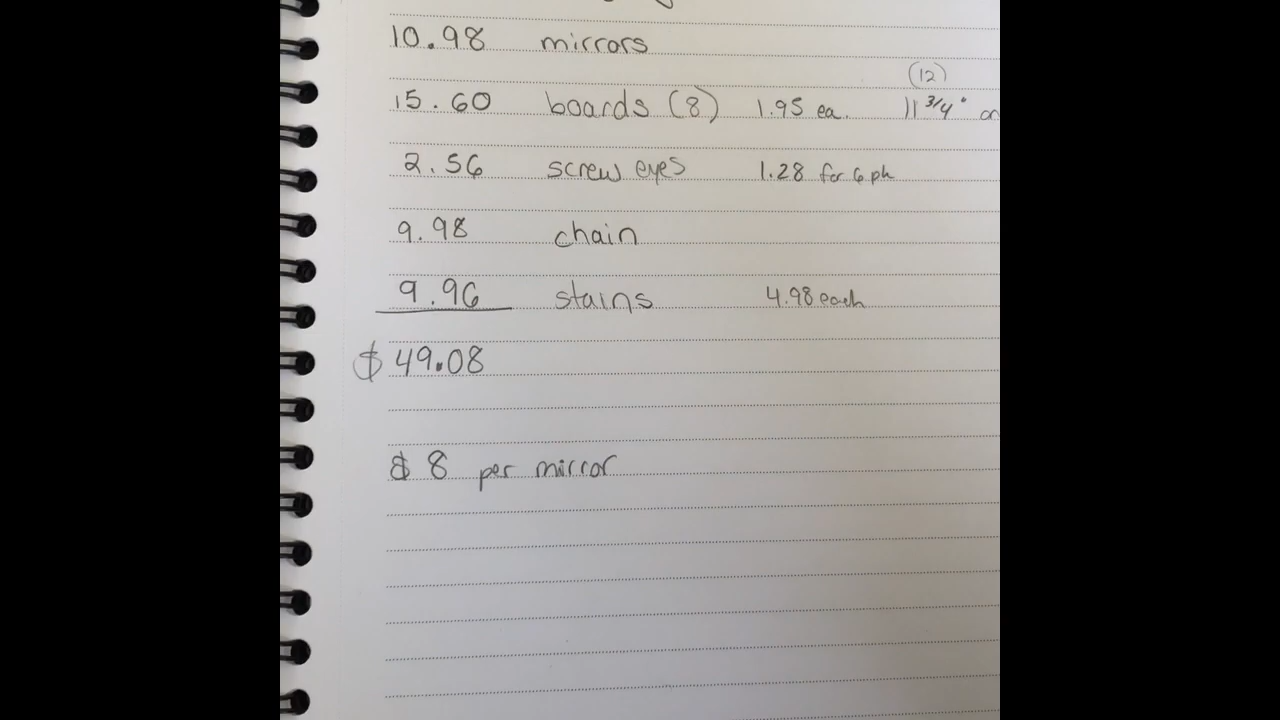 10.98 mirrors
(12)
15.60 boards (8) 1.95 ea. 11 3/4"
2.56 screw eyes 1.28 for 6 pk
9.98 chain
9.96 stains 4.98 each
$ 49.08
$ 8 per mirror